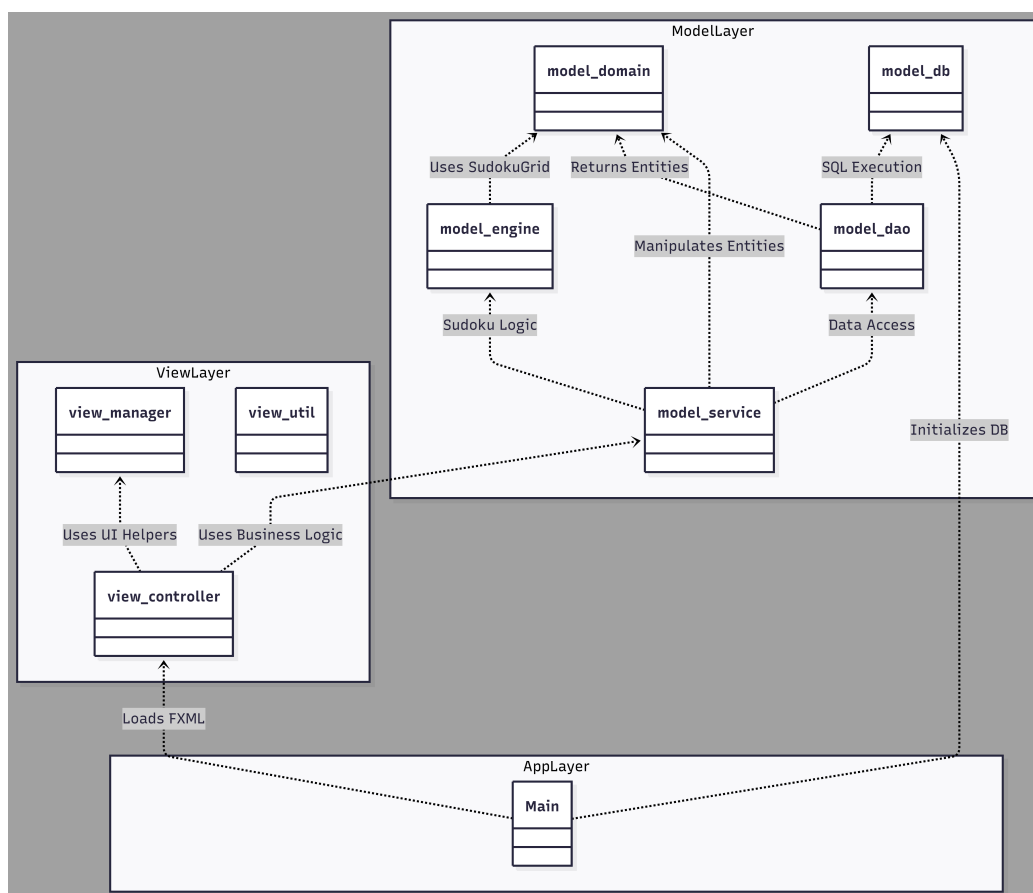 ModelLayer
model_domain
model_db
Uses SudokuGrid
Returns Entities
SQL Execution
model_engine
model_dao
Manipulates Entities
Sudoku Logic
Data Access
ViewLayer
view_manager
view_util
model_service
Initializes DB
Uses UI Helpers
Uses Business Logic
view_controller
Loads FXML
AppLayer
Main